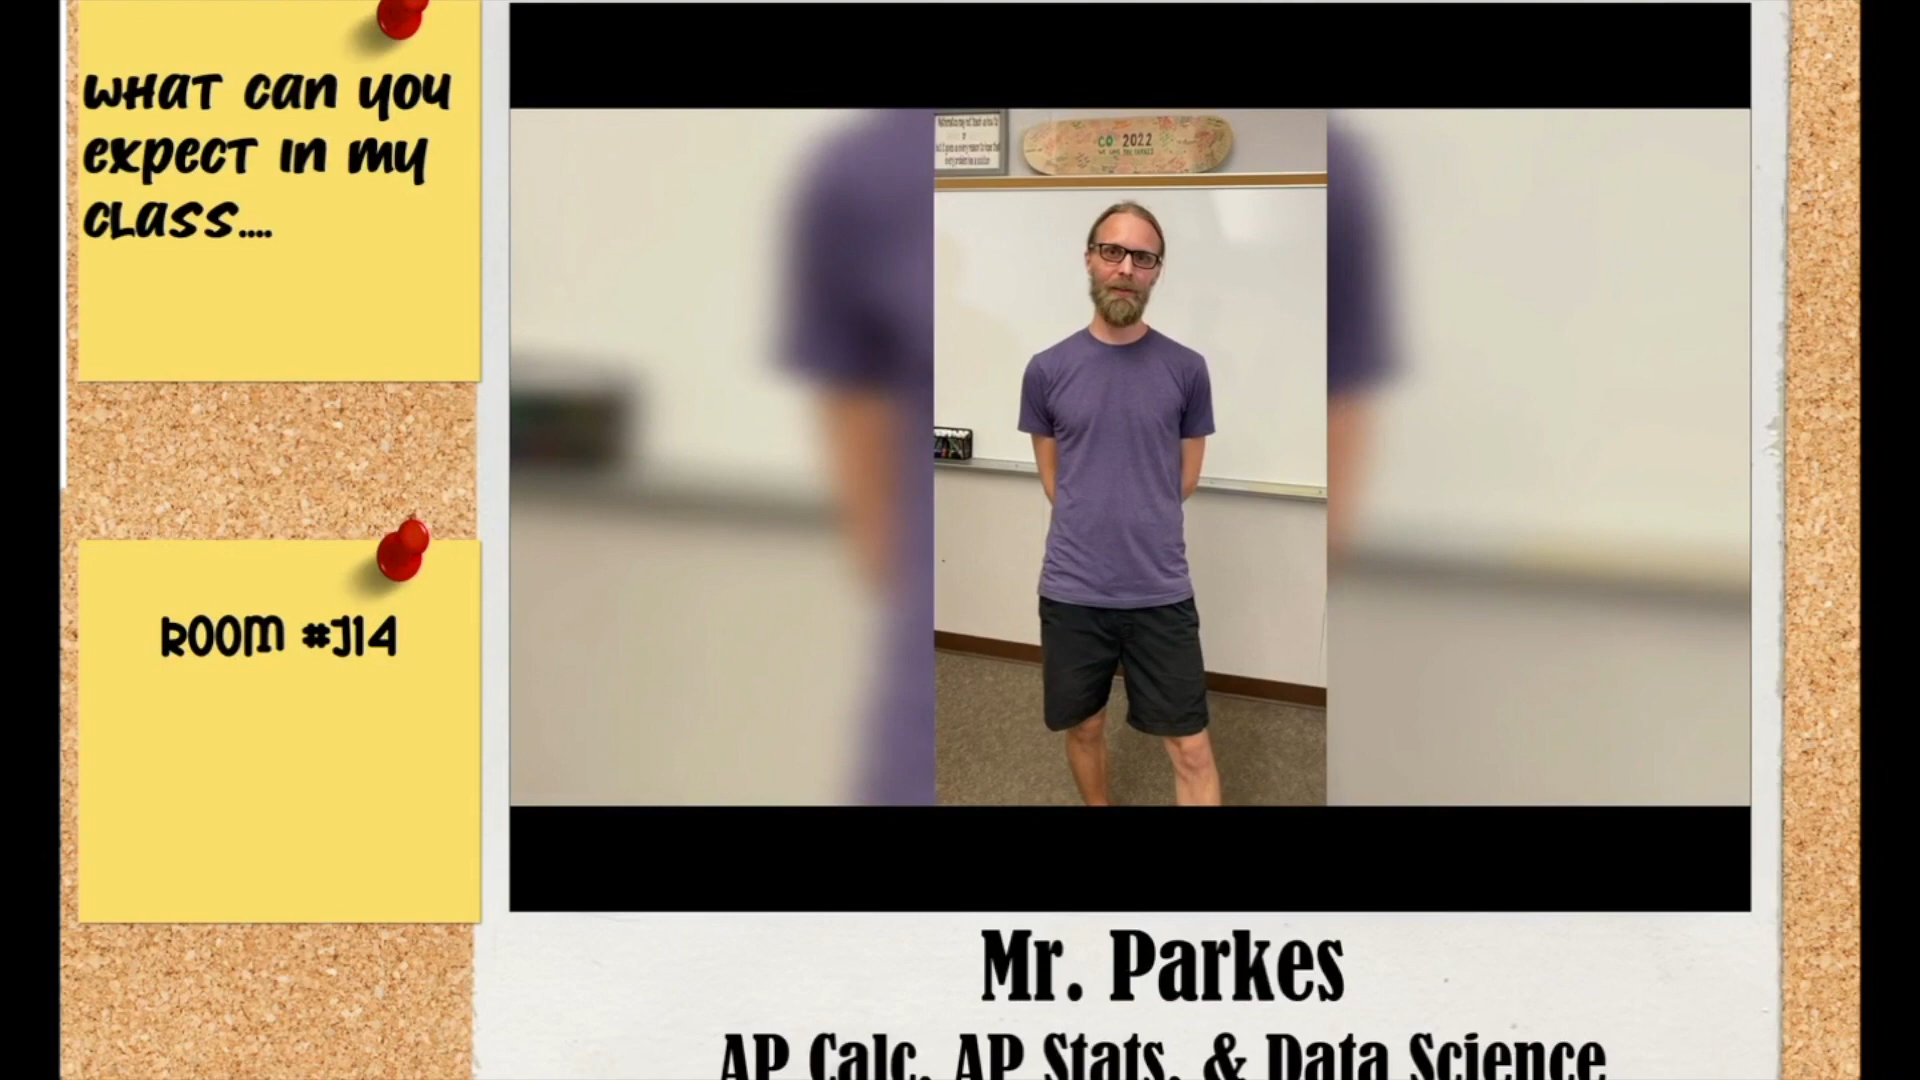 WHAT can you
expect in my
CLASS....
ROOM #J14
CO 2022
Mr. Parkes
AP Calc, AP Stats, & Data Science